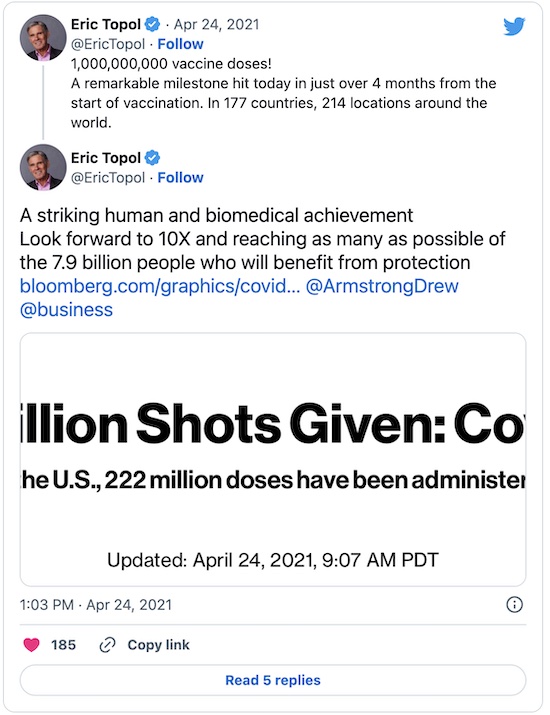 Eric Topol · Apr 24, 2021
@EricTopol · Follow
1,000,000,000 vaccine doses!
A remarkable milestone hit today in just over 4 months from the
start of vaccination. In 177 countries, 214 locations around the
world.
Eric Topol
@EricTopol · Follow
A striking human and biomedical achievement
Look forward to 10X and reaching as many as possible of
the 7.9 billion people who will benefit from protection
bloomberg.com/graphics/covid... @ArmstrongDrew
@business
illion Shots Given: Co
he U.S., 222 million doses have been administer
Updated: April 24, 2021, 9:07 AM PDT
1:03 PM · Apr 24, 2021
185 Copy link
Read 5 replies